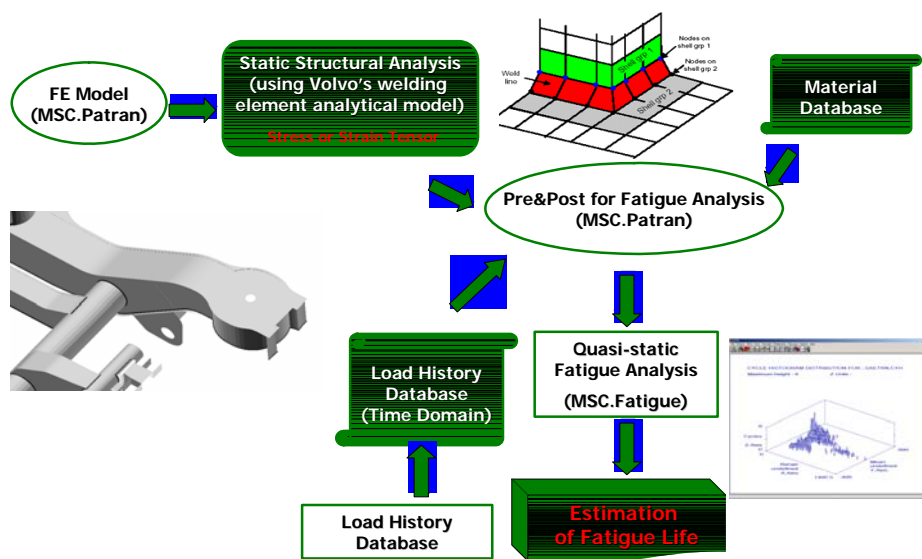 FE Model
(MSC.Patran)
Static Structural Analysis
(using Volvo's welding
element analytical model)
Stress or Strain Tensor
Weld
line
Shell grp 1
Shell grp 2
Nodes on
shell grp 1
Nodes on
shell grp 2
Material
Database
Pre&Post for Fatigue Analysis
(MSC.Patran)
Load History
Database
(Time Domain)
Load History
Database
Quasi-static
Fatigue Analysis
(MSC.Fatigue)
Estimation
of Fatigue Life